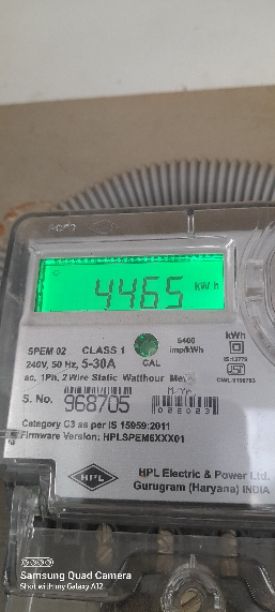 4465 kWh
SPEM 02 CLASS 1
240V, 50 Hz, 5-30A CAL imp/kWh kWh
ac, 1Ph, 2 Wire Static Watthour
S. No. 968705
Category C3 as per IS 15959:2011
Firmware Version: HPLSPEM6XXX01
HPL HPL Electric & Power Ltd.
Gurugram (Haryana) INDIA
Samsung Quad Camera
Shot with my Galaxy A12